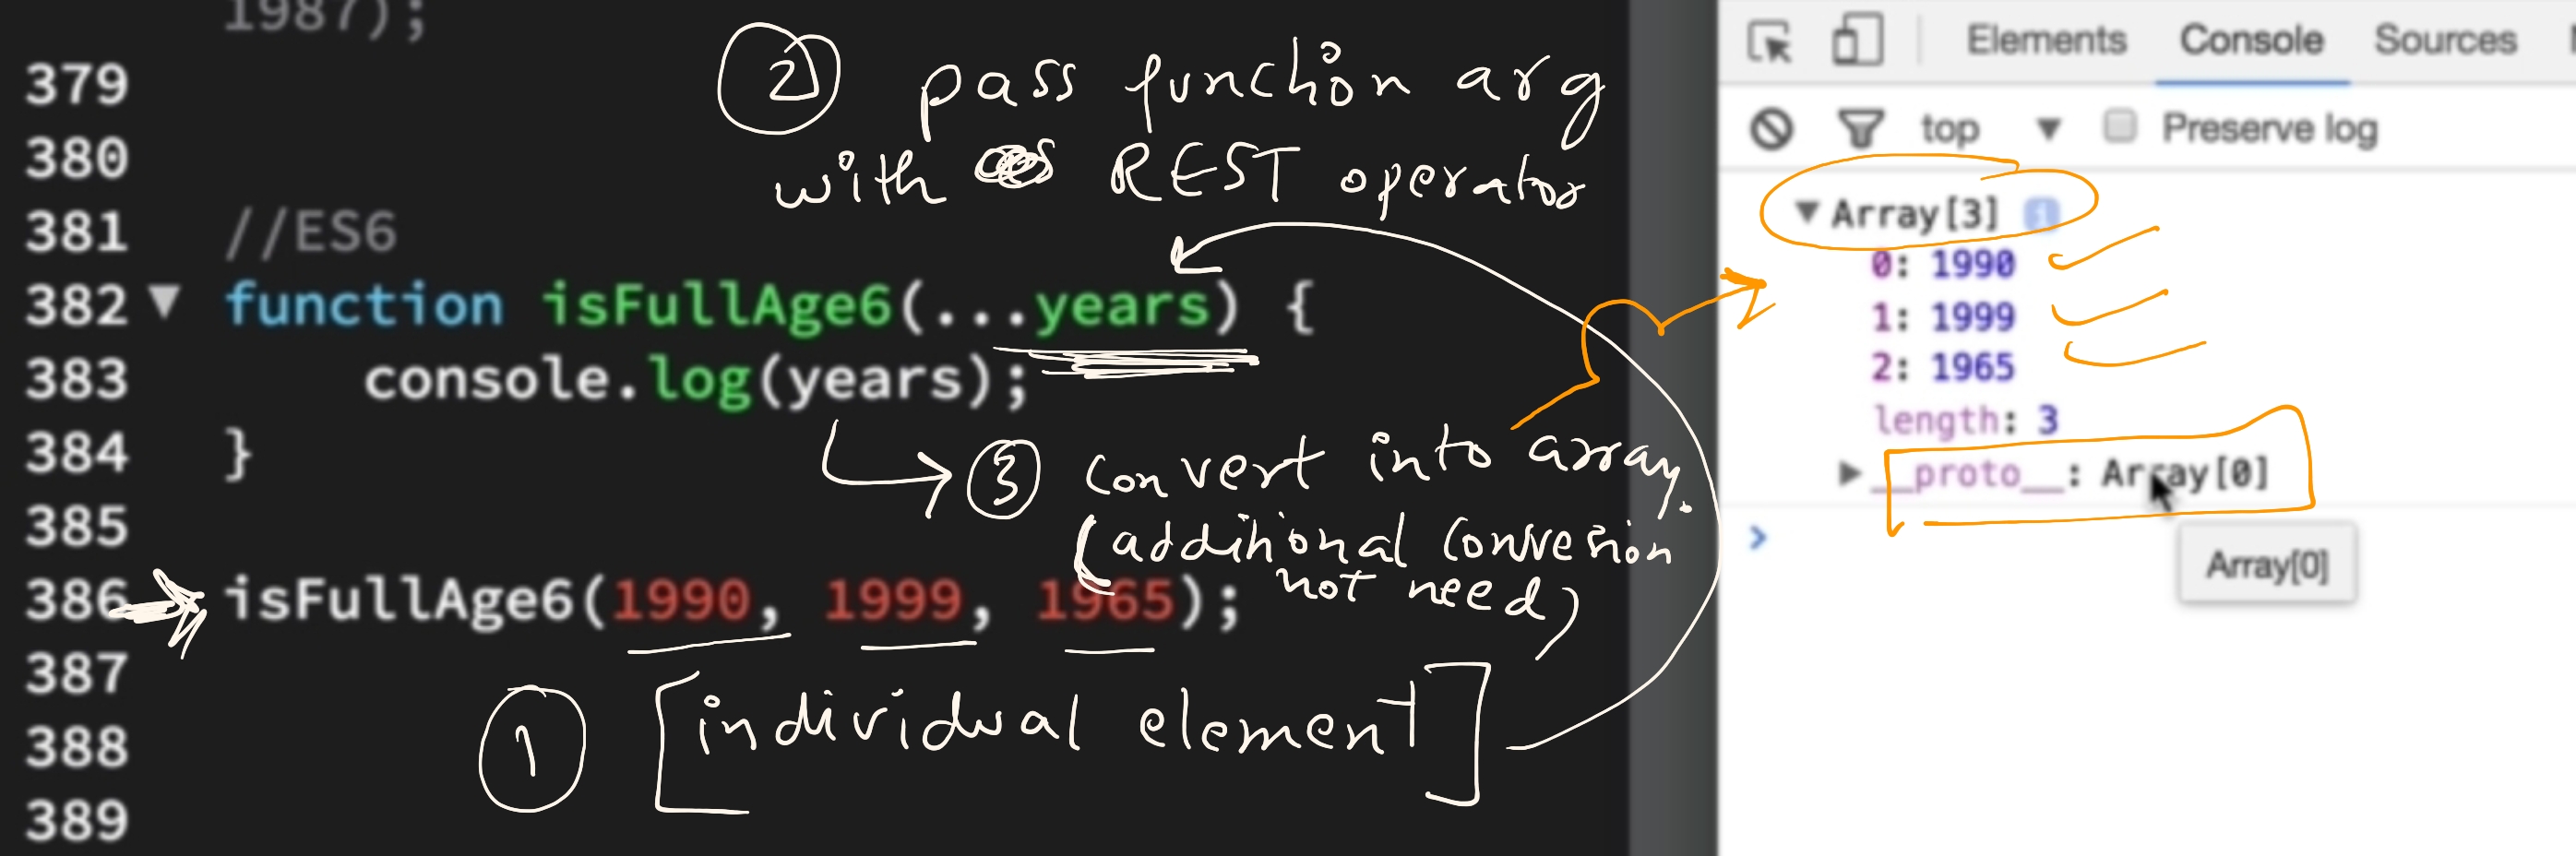 1987);
379
② pass function arg
380
with REST operator
381 //ES6
382 ▼ function isFullAge6(...years) {
383 console.log(years);
384 }
③ convert into array.
(additional convesion
not need)
385
386 isFullAge6(1990, 1999, 1965);
387
① [individual element]
388
389
Elements Console Sources
top ▼ Preserve log
▼ Array[3] i
0: 1990
1: 1999
2: 1965
length: 3
▶ __proto__: Array[0]
>
Array[0]